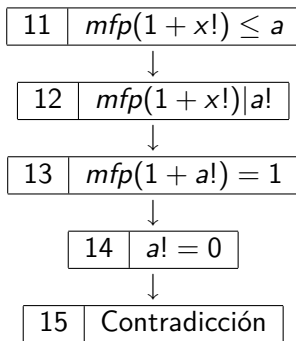 11 mfp(1 + x!) ≤ a
↓
12 mfp(1 + x!)|a!
↓
13 mfp(1 + a!) = 1
↓
14 a! = 0
↓
15 Contradicción